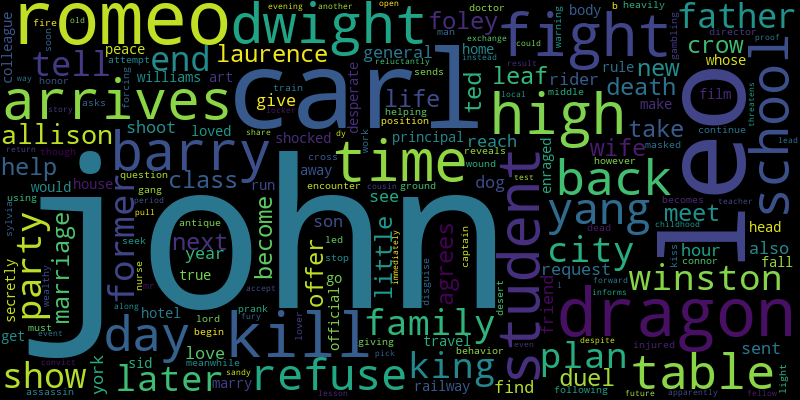 evening another open
romeo dwight fight father
colleague fire old foley doctor body warning heavily
tell end laurence man b gambling director proof
soon peace general reluctantly exchange home could crow whose
attempt williams art sends instead ted leaf rider rule new
honor train desperate result death film
arrives carl life helping high middle make leo school
way forcing give locker position local
allison shoot loved principal reach take continue masked threatens lead
asks share dy work
story barry shocked time wound enraged wife
return though cross reveals however back dog
help question away encounter cousin ground student test
would house class run see becomes teacher
using gang son yang meet
sylvia period john led agrees captain city dead childhood head
party marriage former pull antique become offer little hour also
wealthy next year stop immediately kiss fall
secretly seek true official go disguise desert request connor light
nurse mr friend i informs forward winston
must along hotel lord prank family travel dragon
get event day kill begin lover giving despite
convict meanwhile accept fury pick behavior plan injured sent
show york later sid love refuse king railway duel table
assassin marry sandy lesson find following even future apparently fellow